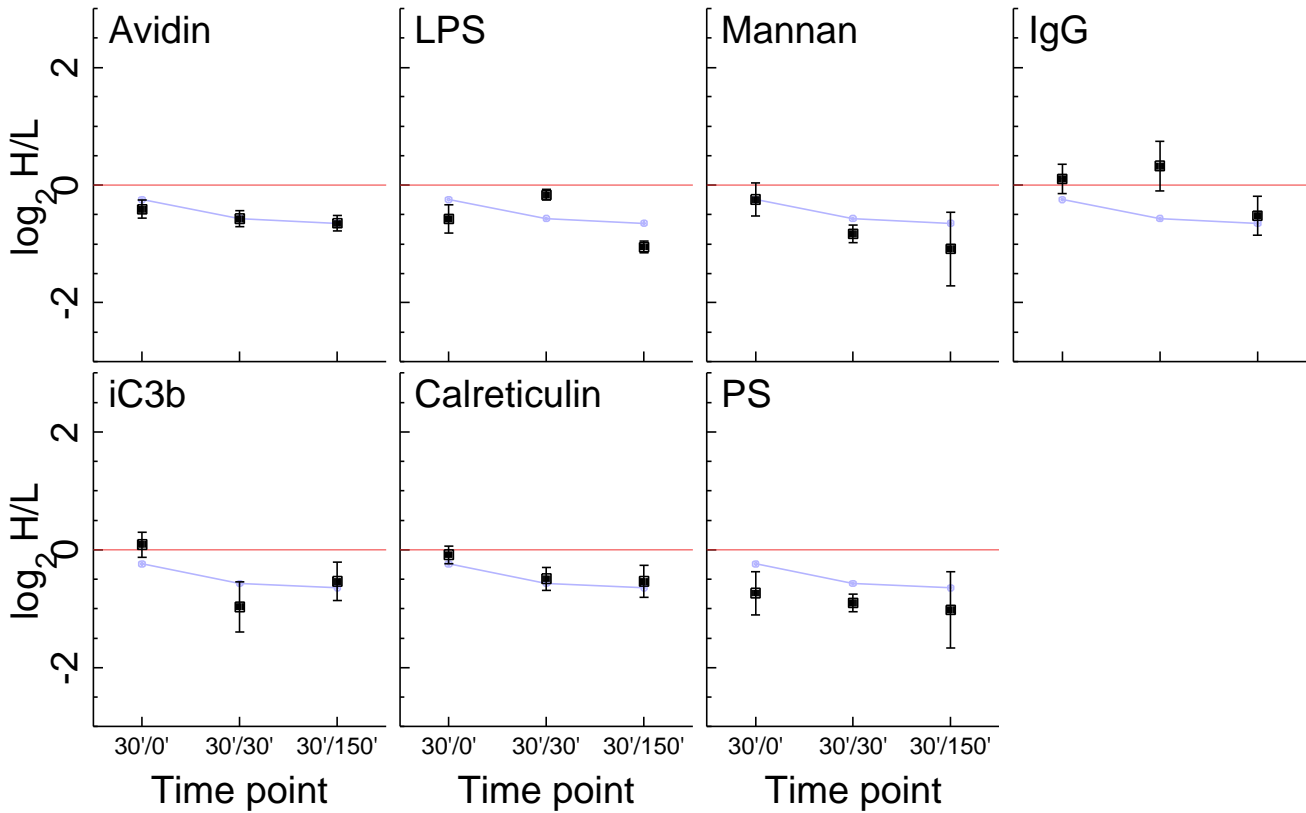 Avidin
LPS
Mannan
IgG
2
0
-2
log2 H/L
iC3b
Calreticulin
PS
2
0
-2
log2 H/L
30'/0' 30'/30' 30'/150'
30'/0' 30'/30' 30'/150'
30'/0' 30'/30' 30'/150'
Time point
Time point
Time point